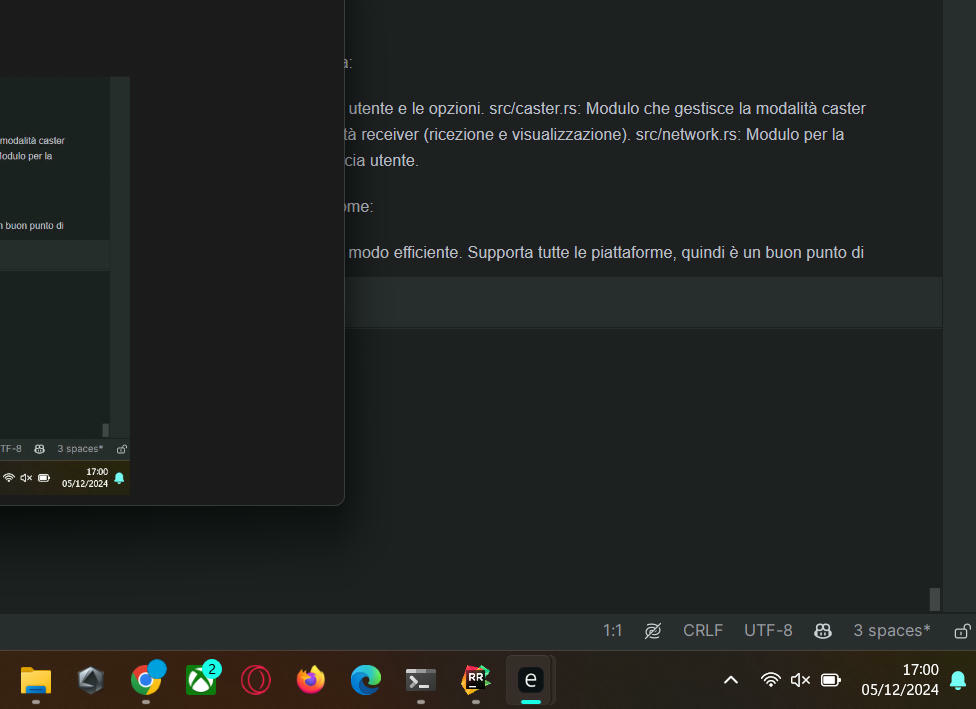 a:
utente e le opzioni. src/caster.rs: Modulo che gestisce la modalità caster
tà receiver (ricezione e visualizzazione). src/network.rs: Modulo per la
cia utente.
ome:
modo efficiente. Supporta tutte le piattaforme, quindi è un buon punto di
modalità caster
Modulo per la
n buon punto di
TF-8 3 spaces*
17:00
05/12/2024
1:1 CRLF UTF-8 3 spaces*
2
RR
e
17:00
05/12/2024